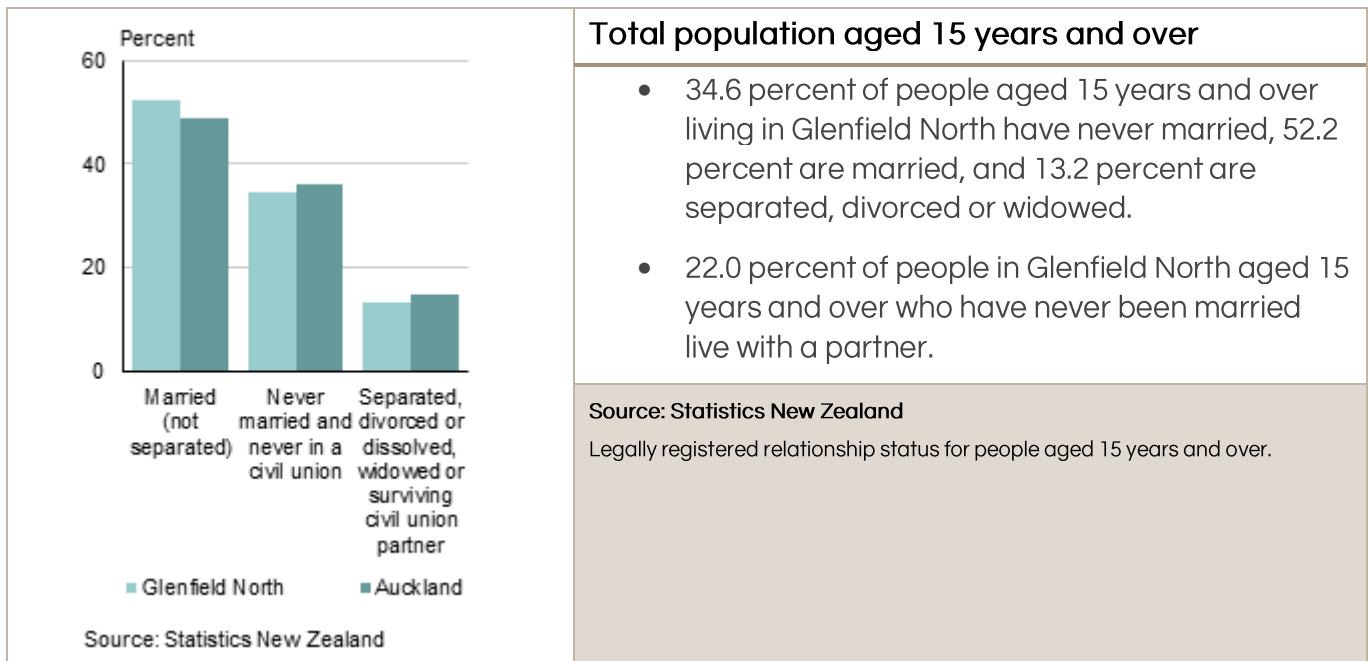 Percent
60
40
20
0
Married
(not
separated)
Never
married and
never in a
civil union
Separated,
divorced or
dissolved,
widowed or
surviving
civil union
partner
Glenfield North
Auckland
Source: Statistics New Zealand
Total population aged 15 years and over
• 34.6 percent of people aged 15 years and over
living in Glenfield North have never married, 52.2
percent are married, and 13.2 percent are
separated, divorced or widowed.
• 22.0 percent of people in Glenfield North aged 15
years and over who have never been married
live with a partner.
Source: Statistics New Zealand
Legally registered relationship status for people aged 15 years and over.